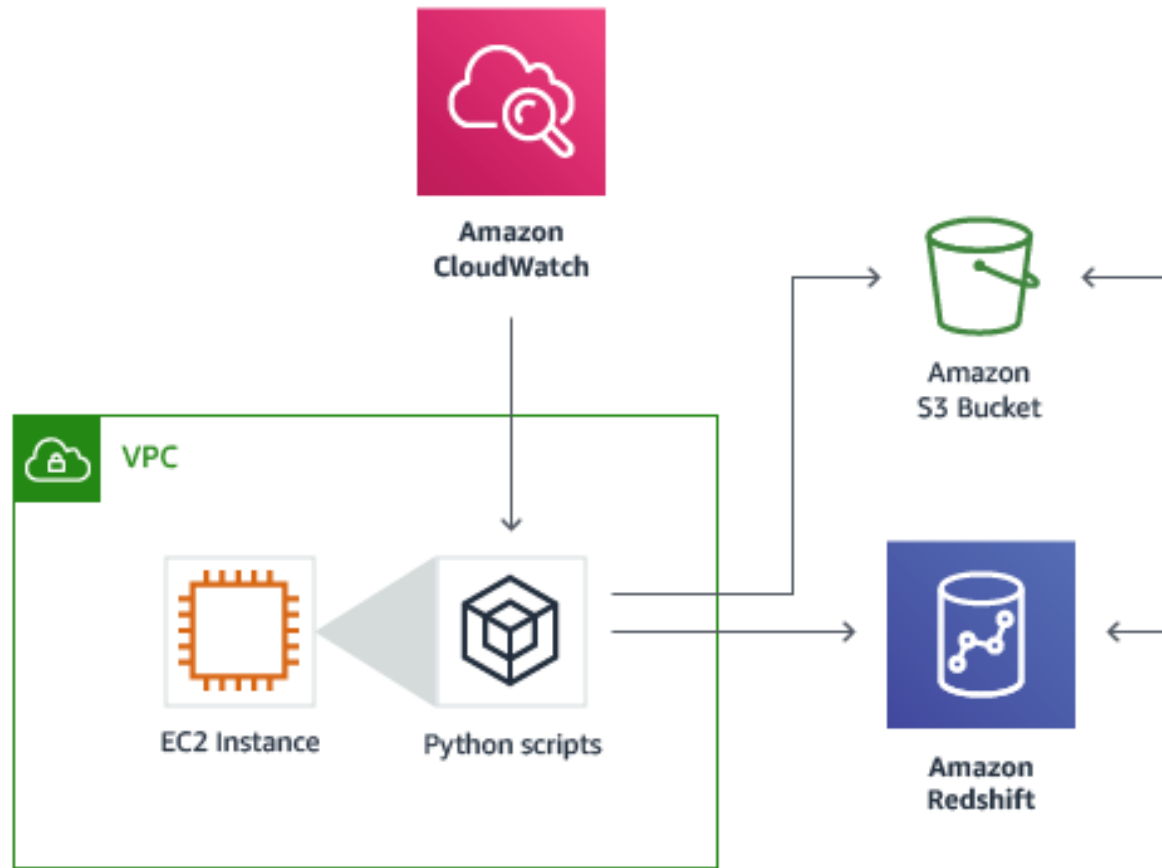 Amazon
CloudWatch
Amazon
S3 Bucket
VPC
EC2 Instance
Python scripts
Amazon
Redshift